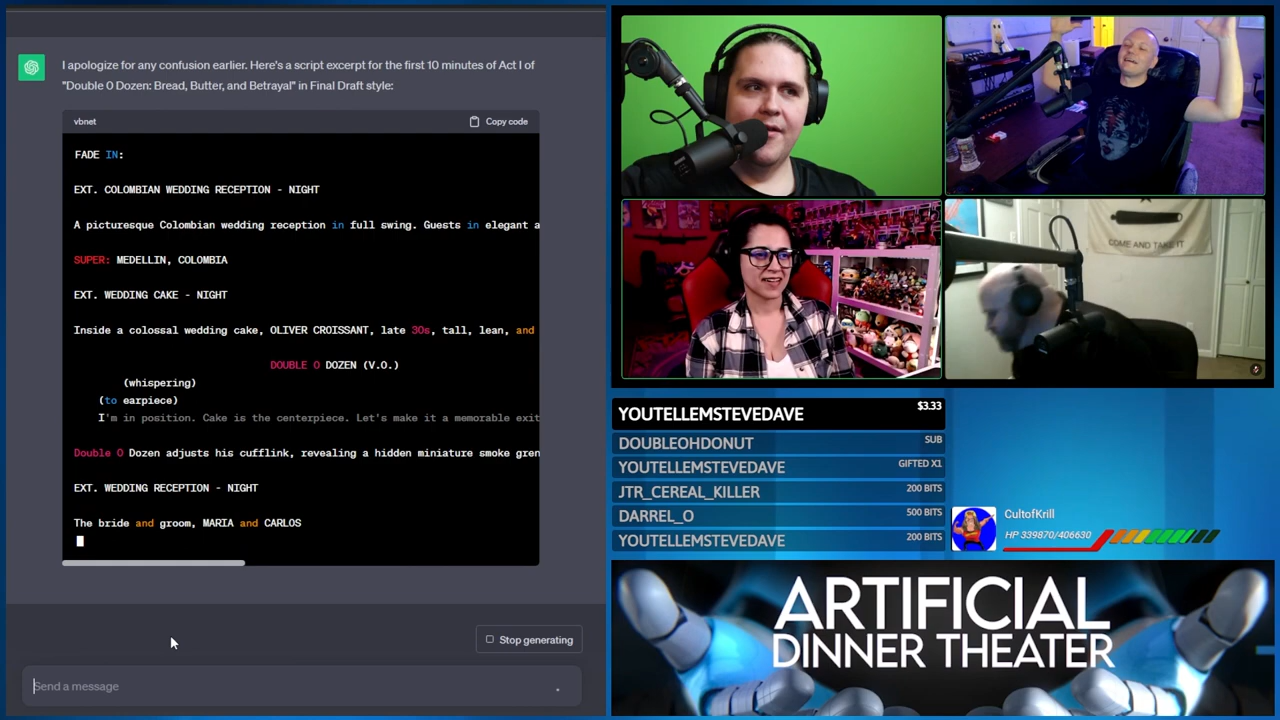 I apologize for any confusion earlier. Here's a script excerpt for the first 10 minutes of Act I of
"Double 0 Dozen: Bread, Butter, and Betrayal" in Final Draft style:
vbnet
Copy code
FADE IN:
EXT. COLOMBIAN WEDDING RECEPTION - NIGHT
A picturesque Colombian wedding reception in full swing. Guests in elegant a
SUPER: MEDELLIN, COLOMBIA
EXT. WEDDING CAKE - NIGHT
Inside a colossal wedding cake, OLIVER CROISSANT, late 30s, tall, lean, and
DOUBLE 0 DOZEN (V.O.)
(whispering)
(to earpiece)
I'm in position. Cake is the centerpiece. Let's make it a memorable exit
Double 0 Dozen adjusts his cufflink, revealing a hidden miniature smoke gren
EXT. WEDDING RECEPTION - NIGHT
The bride and groom, MARIA and CARLOS
Stop generating
Send a message
COME AND TAKE IT
YOUTELLEMSTEVEDAVE $3.33
DOUBLEOHDONUT SUB
YOUTELLEMSTEVEDAVE GIFTED X1
JTR_CEREAL_KILLER 200 BITS
DARREL_O 500 BITS
YOUTELLEMSTEVEDAVE 200 BITS
CultofKrill
HP 339870/406630
ARTIFICIAL
DINNER THEATER